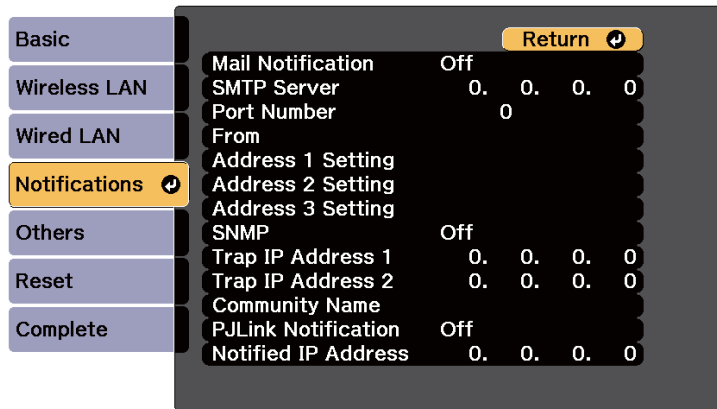 Basic
Wireless LAN
Wired LAN
Notifications
Others
Reset
Complete
Return
Mail Notification Off
SMTP Server 0. 0. 0. 0
Port Number 0
From
Address 1 Setting
Address 2 Setting
Address 3 Setting
SNMP Off
Trap IP Address 1 0. 0. 0. 0
Trap IP Address 2 0. 0. 0. 0
Community Name
PJLink Notification Off
Notified IP Address 0. 0. 0. 0